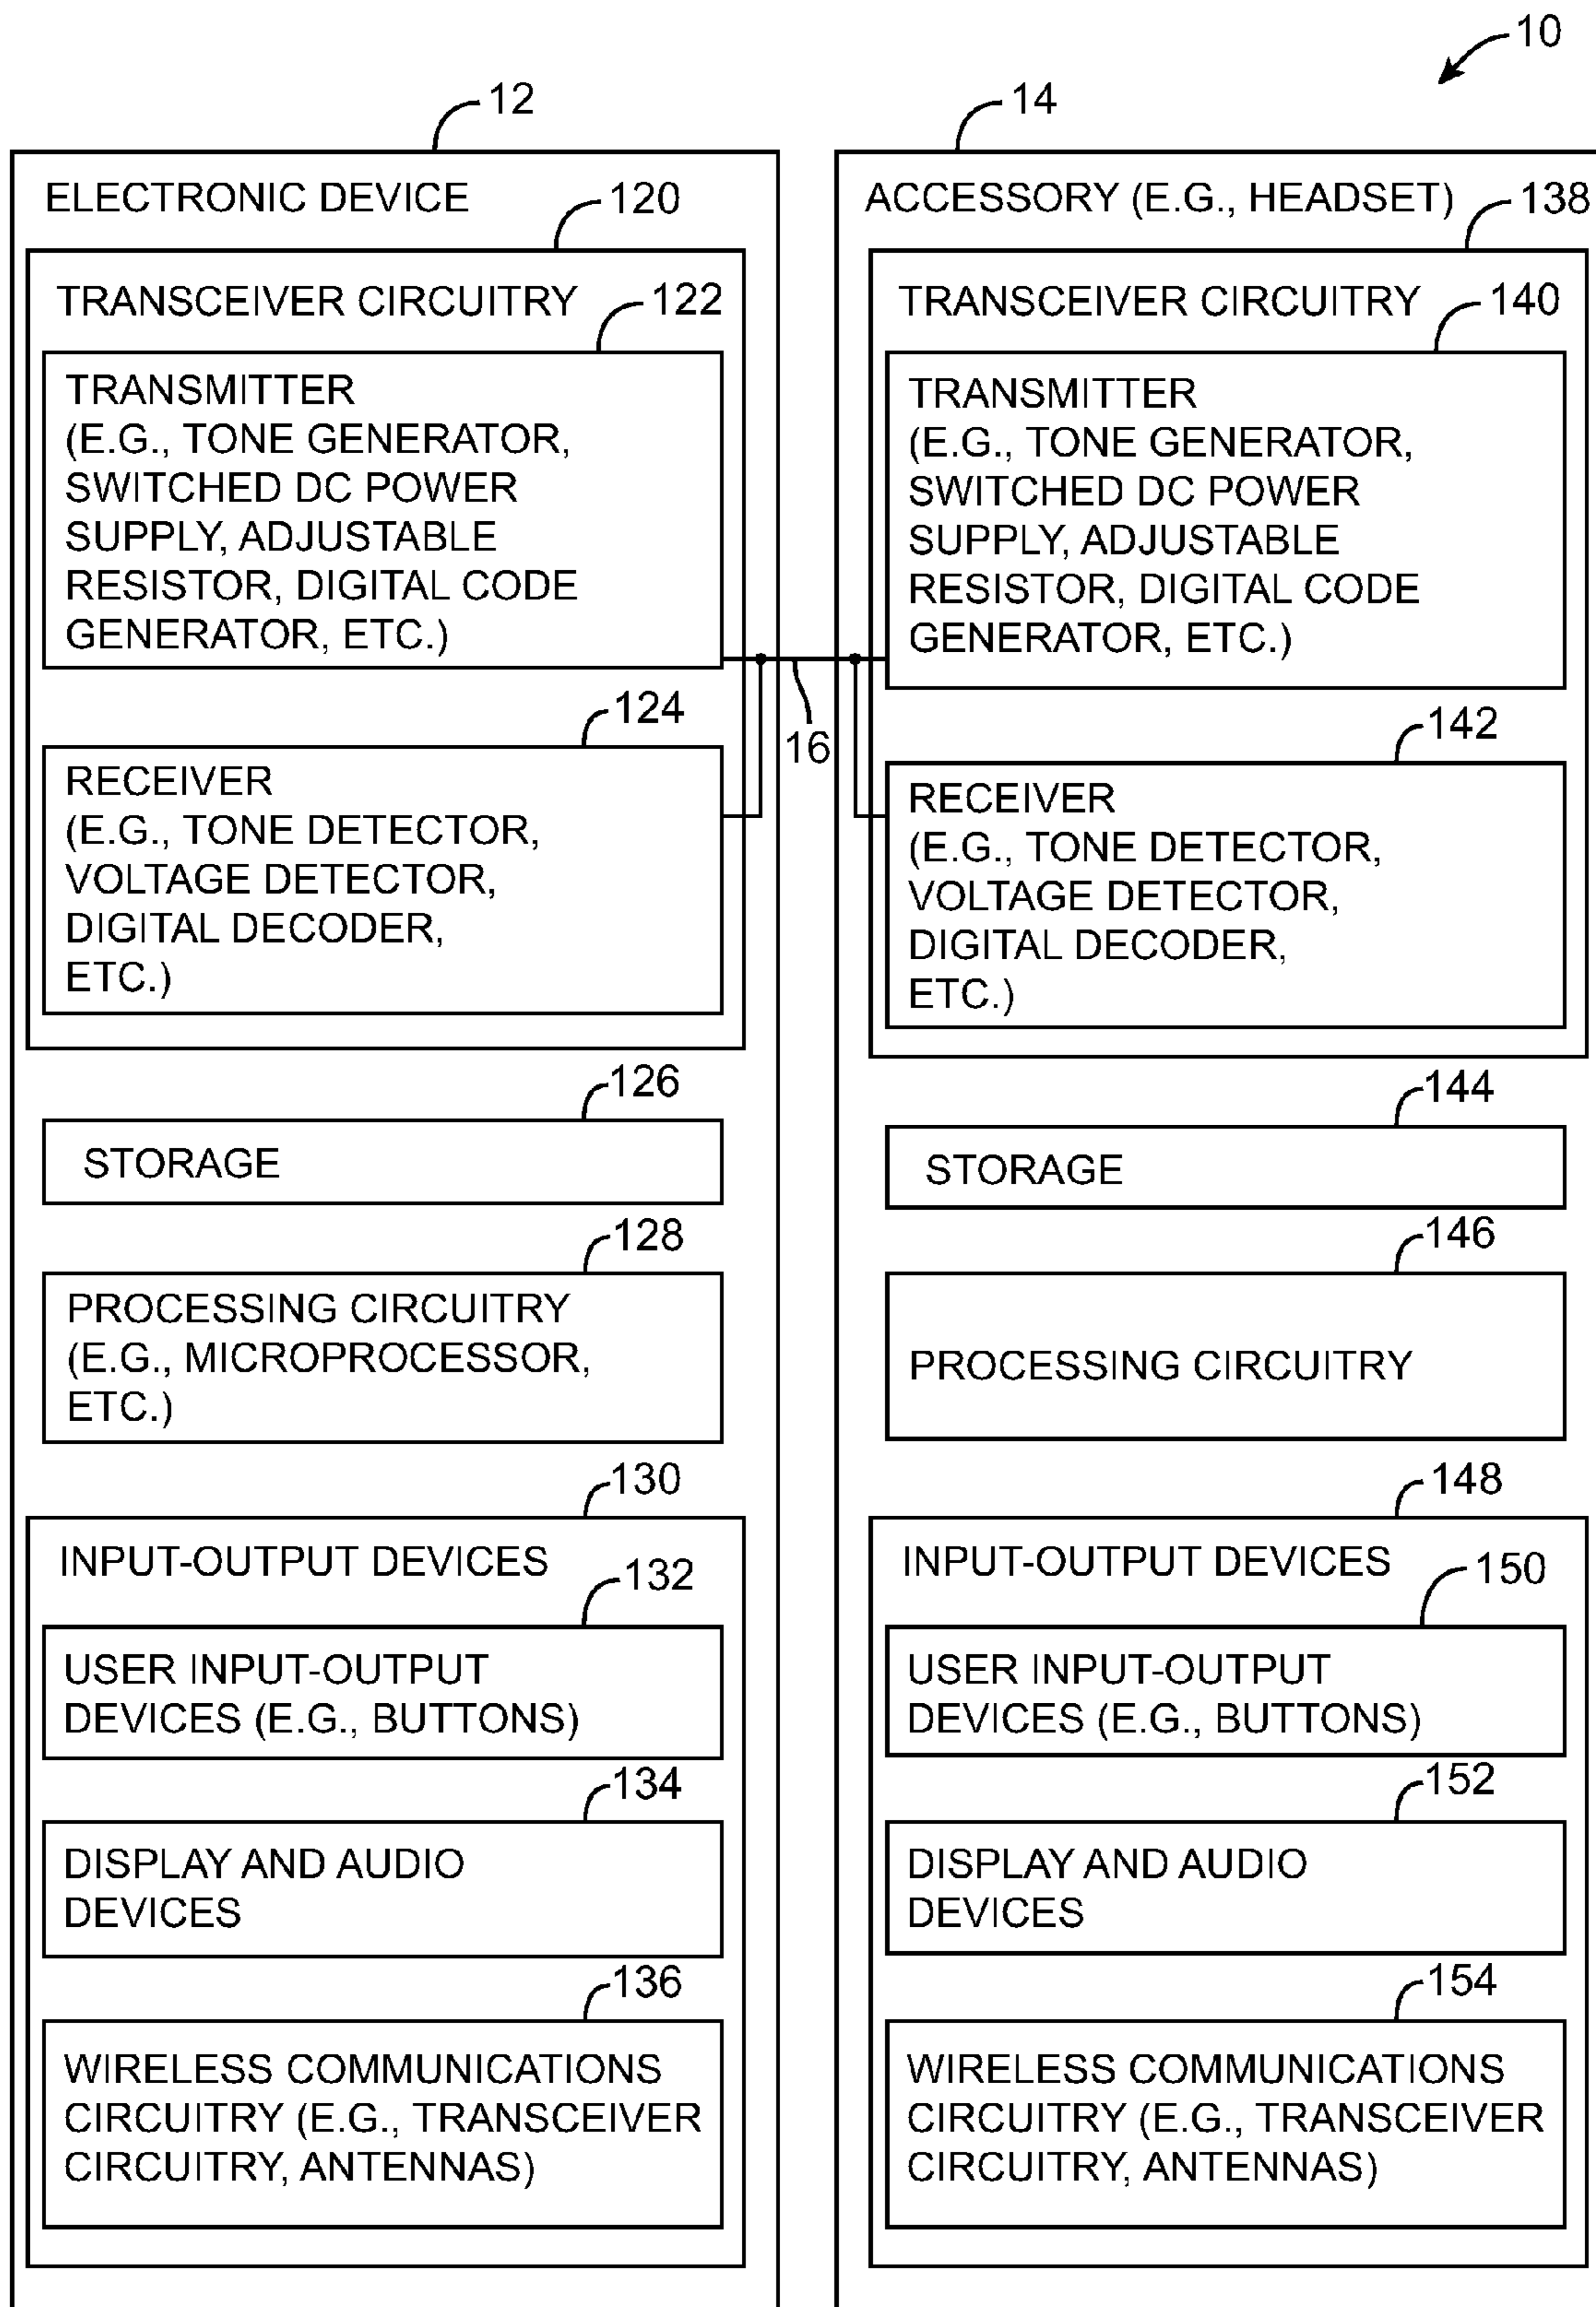 10
12
ELECTRONIC DEVICE
120
TRANSCEIVER CIRCUITRY
122
TRANSMITTER
(E.G., TONE GENERATOR,
SWITCHED DC POWER
SUPPLY, ADJUSTABLE
RESISTOR, DIGITAL CODE
GENERATOR, ETC.)
124
RECEIVER
(E.G., TONE DETECTOR,
VOLTAGE DETECTOR,
DIGITAL DECODER,
ETC.)
126
STORAGE
128
PROCESSING CIRCUITRY
(E.G., MICROPROCESSOR,
ETC.)
130
INPUT-OUTPUT DEVICES
132
USER INPUT-OUTPUT
DEVICES (E.G., BUTTONS)
134
DISPLAY AND AUDIO
DEVICES
136
WIRELESS COMMUNICATIONS
CIRCUITRY (E.G., TRANSCEIVER
CIRCUITRY, ANTENNAS)
16
14
ACCESSORY (E.G., HEADSET)
138
TRANSCEIVER CIRCUITRY
140
TRANSMITTER
(E.G., TONE GENERATOR,
SWITCHED DC POWER
SUPPLY, ADJUSTABLE
RESISTOR, DIGITAL CODE
GENERATOR, ETC.)
142
RECEIVER
(E.G., TONE DETECTOR,
VOLTAGE DETECTOR,
DIGITAL DECODER,
ETC.)
144
STORAGE
146
PROCESSING CIRCUITRY
148
INPUT-OUTPUT DEVICES
150
USER INPUT-OUTPUT
DEVICES (E.G., BUTTONS)
152
DISPLAY AND AUDIO
DEVICES
154
WIRELESS COMMUNICATIONS
CIRCUITRY (E.G., TRANSCEIVER
CIRCUITRY, ANTENNAS)